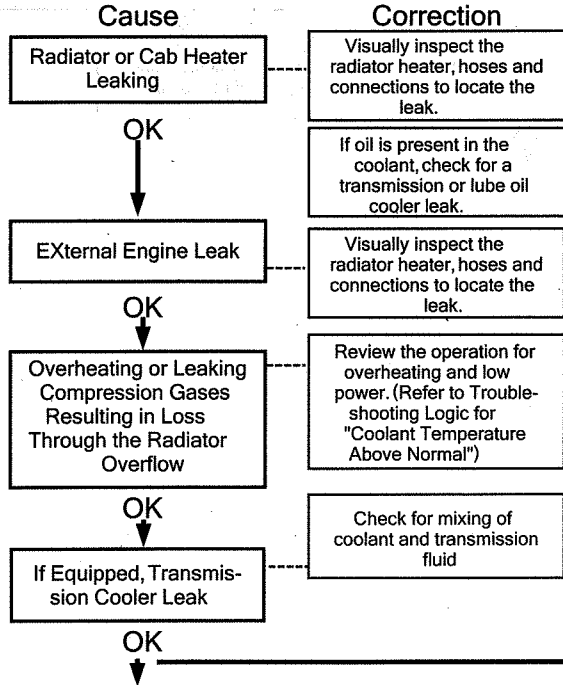 Cause
Correction
Radiator or Cab Heater
Leaking
Visually inspect the
radiator heater, hoses and
connections to locate the
leak.
OK
If oil is present in the
coolant, check for a
transmission or lube oil
cooler leak.
EXternal Engine Leak
Visually inspect the
radiator heater, hoses and
connections to locate the
leak.
OK
Overheating or Leaking
Compression Gases
Resulting in Loss
Through the Radiator
Overflow
Review the operation for
overheating and low
power. (Refer to Trouble-
shooting Logic for
"Coolant Temperature
Above Normal")
OK
If Equipped, Transmis-
sion Cooler Leak
Check for mixing of
coolant and transmission
fluid
OK